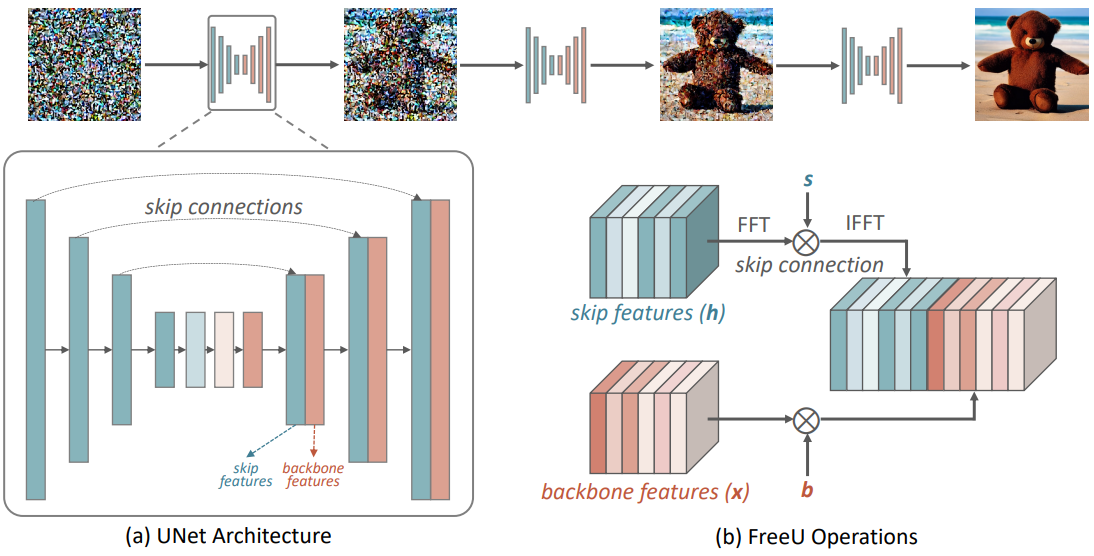 skip connections
skip
features
backbone
features
(a) UNet Architecture
s
FFT
IFFT
skip connection
skip features (h)
backbone features (x)
b
(b) FreeU Operations